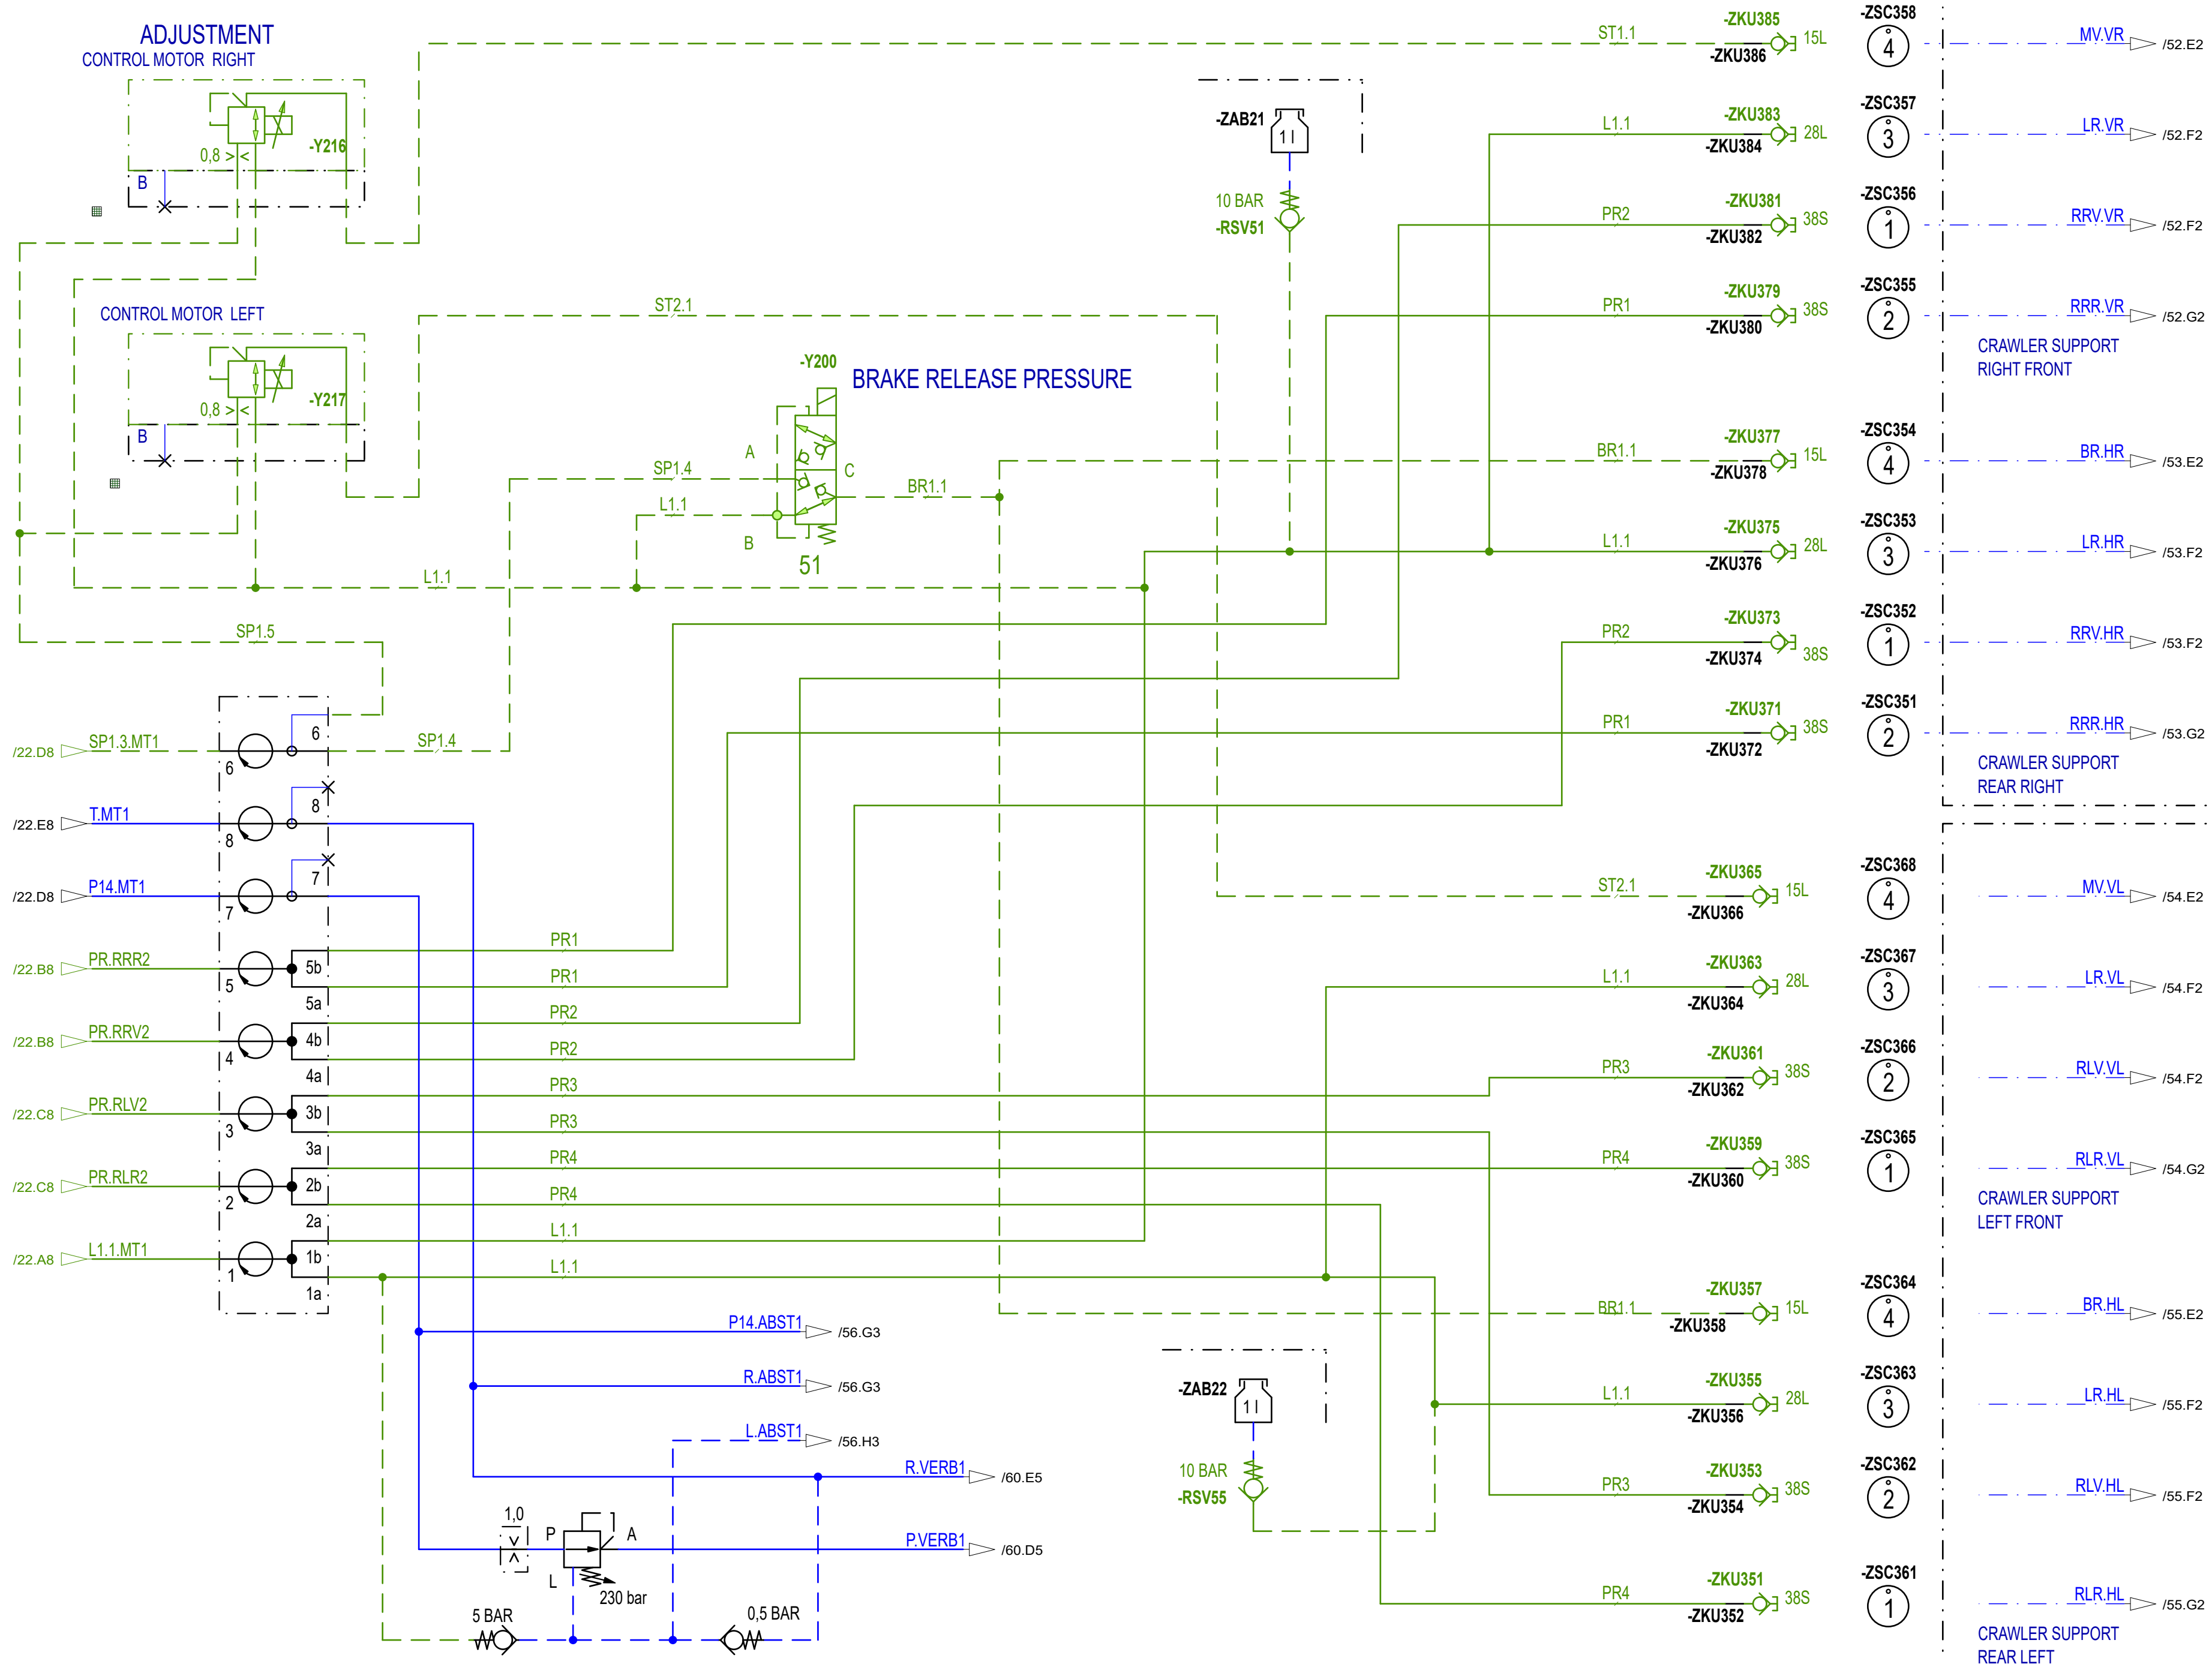 ADJUSTMENT
CONTROL MOTOR RIGHT
-Y216
0,8 > <
B
CONTROL MOTOR LEFT
-Y217
0,8 > <
B
ST2.1
-Y200
BRAKE RELEASE PRESSURE
A
C
B
51
SP1.4
L1.1
BR1.1
L1.1
SP1.5
-ZAB21
1 l
10 BAR
-RSV51
/22.D8 SP1.3.MT1
6
6
SP1.4
/22.E8 T.MT1
8
8
/22.D8 P14.MT1
7
7
/22.B8 PR.RRR2
5
5b
5a
PR1
PR1
/22.B8 PR.RRV2
4
4b
4a
PR2
PR2
/22.C8 PR.RLV2
3
3b
3a
PR3
PR3
/22.C8 PR.RLR2
2
2b
2a
PR4
PR4
/22.A8 L1.1.MT1
1
1b
1a
L1.1
L1.1
P14.ABST1 /56.G3
R.ABST1 /56.G3
L.ABST1 /56.H3
R.VERB1 /60.E5
P.VERB1 /60.D5
1,0
P
A
L
230 bar
5 BAR
0,5 BAR
-ZAB22
1 l
10 BAR
-RSV55
ST1.1 -ZKU385 -ZKU386 15L -ZSC358 4 MV.VR /52.E2
L1.1 -ZKU383 -ZKU384 28L -ZSC357 3 LR.VR /52.F2
PR2 -ZKU381 -ZKU382 38S -ZSC356 1 RRV.VR /52.F2
PR1 -ZKU379 -ZKU380 38S -ZSC355 2 RRR.VR /52.G2
CRAWLER SUPPORT
RIGHT FRONT
BR1.1 -ZKU377 -ZKU378 15L -ZSC354 4 BR.HR /53.E2
L1.1 -ZKU375 -ZKU376 28L -ZSC353 3 LR.HR /53.F2
PR2 -ZKU373 -ZKU374 38S -ZSC352 1 RRV.HR /53.F2
PR1 -ZKU371 -ZKU372 38S -ZSC351 2 RRR.HR /53.G2
CRAWLER SUPPORT
REAR RIGHT
ST2.1 -ZKU365 -ZKU366 15L -ZSC368 4 MV.VL /54.E2
L1.1 -ZKU363 -ZKU364 28L -ZSC367 3 LR.VL /54.F2
PR3 -ZKU361 -ZKU362 38S -ZSC366 2 RLV.VL /54.F2
PR4 -ZKU359 -ZKU360 38S -ZSC365 1 RLR.VL /54.G2
CRAWLER SUPPORT
LEFT FRONT
BR1.1 -ZKU357 -ZKU358 15L -ZSC364 4 BR.HL /55.E2
L1.1 -ZKU355 -ZKU356 28L -ZSC363 3 LR.HL /55.F2
PR3 -ZKU353 -ZKU354 38S -ZSC362 2 RLV.HL /55.F2
PR4 -ZKU351 -ZKU352 38S -ZSC361 1 RLR.HL /55.G2
CRAWLER SUPPORT
REAR LEFT